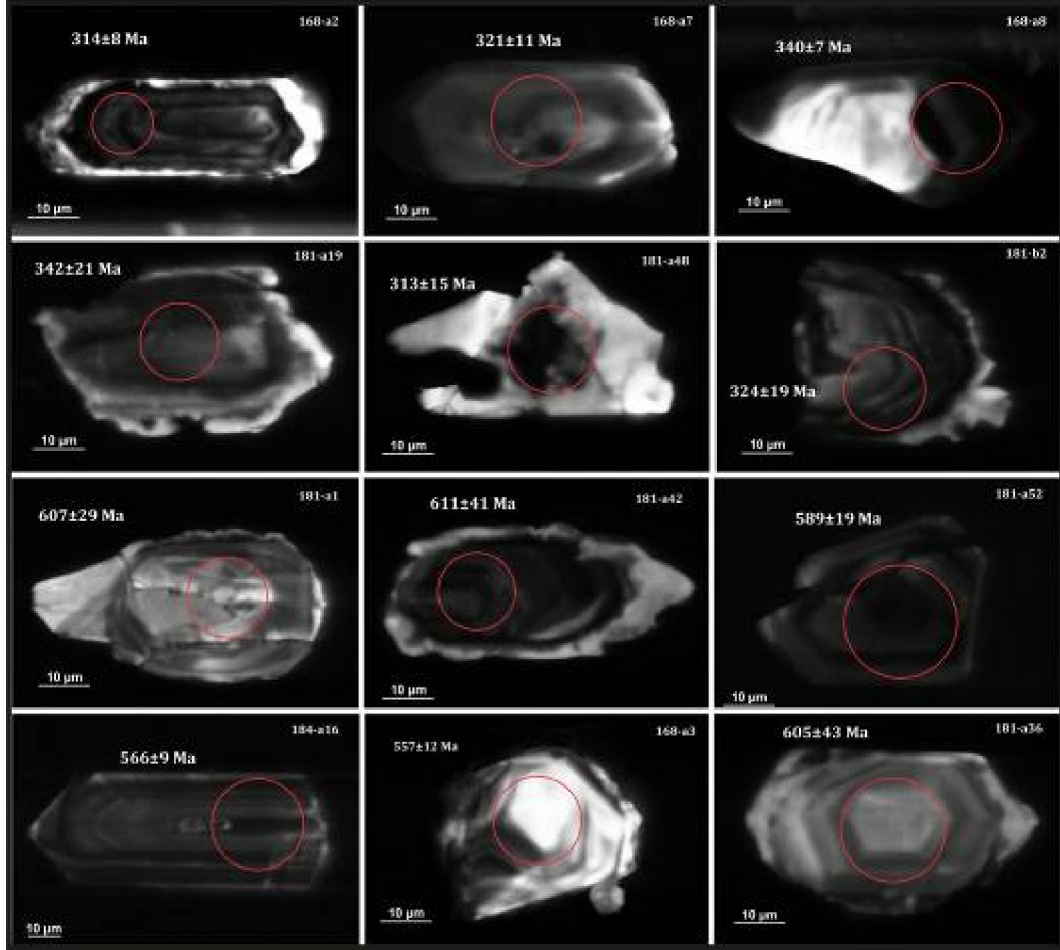 168-a2
314±8 Ma
10 µm
168-a7
321±11 Ma
10 µm
168-a8
340±7 Ma
10 µm
181-a19
342±21 Ma
10 µm
181-a48
313±15 Ma
10 µm
181-b2
324±19 Ma
10 µm
181-a1
607±29 Ma
10 µm
181-a42
611±41 Ma
10 µm
181-a52
589±19 Ma
10 µm
184-a16
566±9 Ma
10 µm
168-a3
557±12 Ma
10 µm
181-a36
605±43 Ma
10 µm